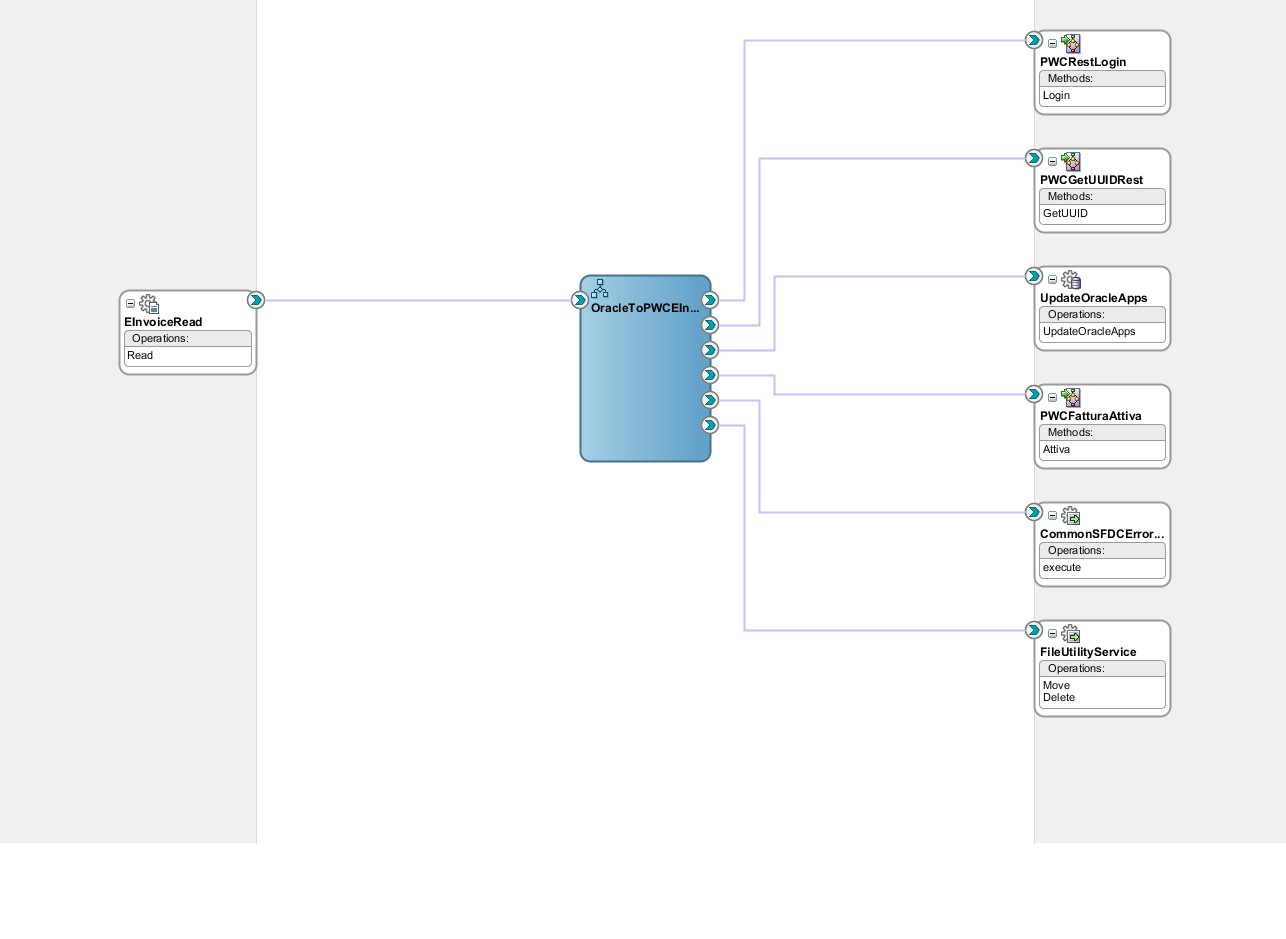 EInvoiceRead
Operations:
Read
OracleToPWCEIn...
PWCRestLogin
Methods:
Login
PWCGetUUIDRest
Methods:
GetUUID
UpdateOracleApps
Operations:
UpdateOracleApps
PWCFatturaAttiva
Methods:
Attiva
CommonSFDCError...
Operations:
execute
FileUtilityService
Operations:
Move
Delete